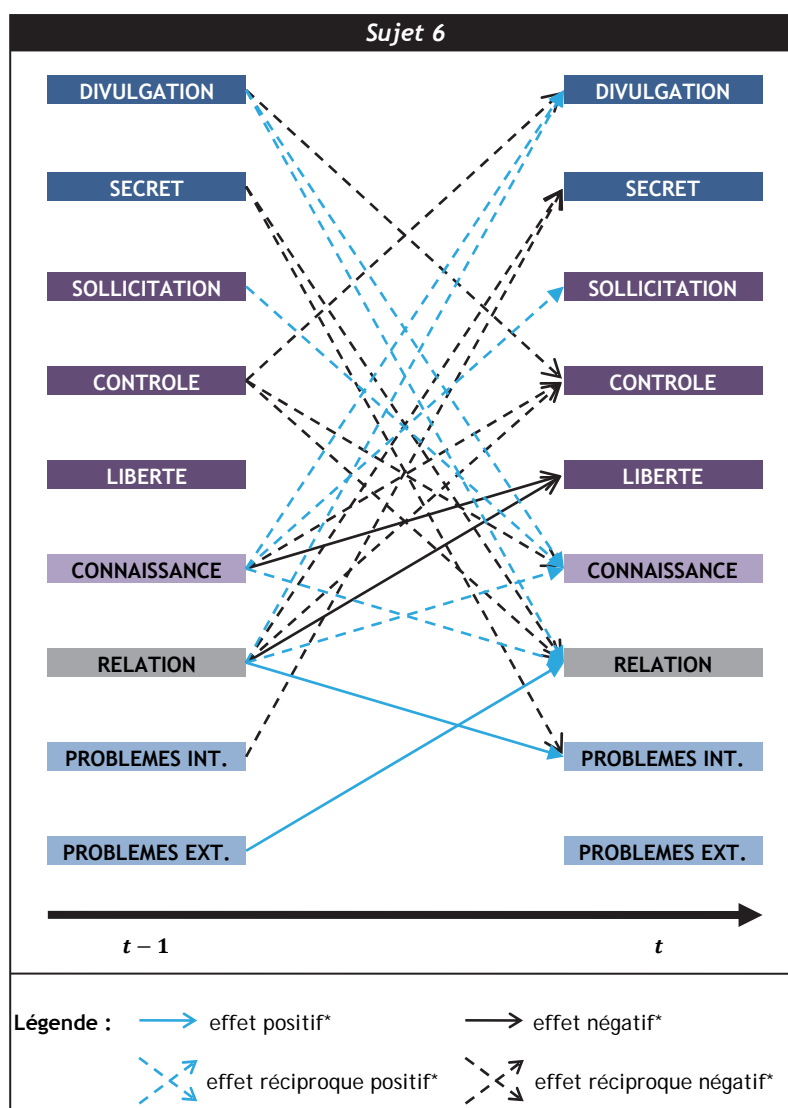 Sujet 6
DIVULGATION DIVULGATION
SECRET SECRET
SOLLICITATION SOLLICITATION
CONTROLE CONTROLE
LIBERTE LIBERTE
CONNAISSANCE CONNAISSANCE
RELATION RELATION
PROBLEMES INT. PROBLEMES INT.
PROBLEMES EXT. PROBLEMES EXT.
t − 1 t
Légende : effet positif* effet négatif*
effet réciproque positif* effet réciproque négatif*